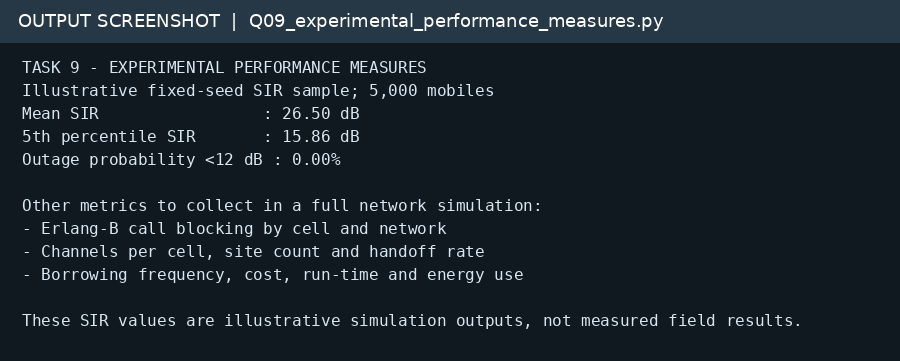 OUTPUT SCREENSHOT | Q09_experimental_performance_measures.py
TASK 9 - EXPERIMENTAL PERFORMANCE MEASURES
Illustrative fixed-seed SIR sample; 5,000 mobiles
Mean SIR                 : 26.50 dB
5th percentile SIR       : 15.86 dB
Outage probability <12 dB : 0.00%
Other metrics to collect in a full network simulation:
- Erlang-B call blocking by cell and network
- Channels per cell, site count and handoff rate
- Borrowing frequency, cost, run-time and energy use
These SIR values are illustrative simulation outputs, not measured field results.